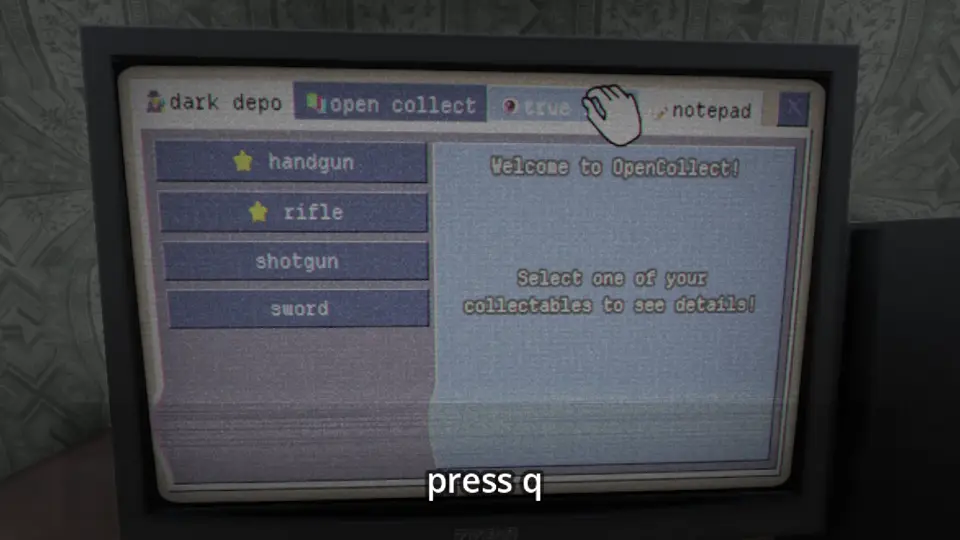 dark depo
open collect
true
notepad
handgun
rifle
shotgun
sword
Welcome to OpenCollect!
Select one of your
collectables to see details!
press q